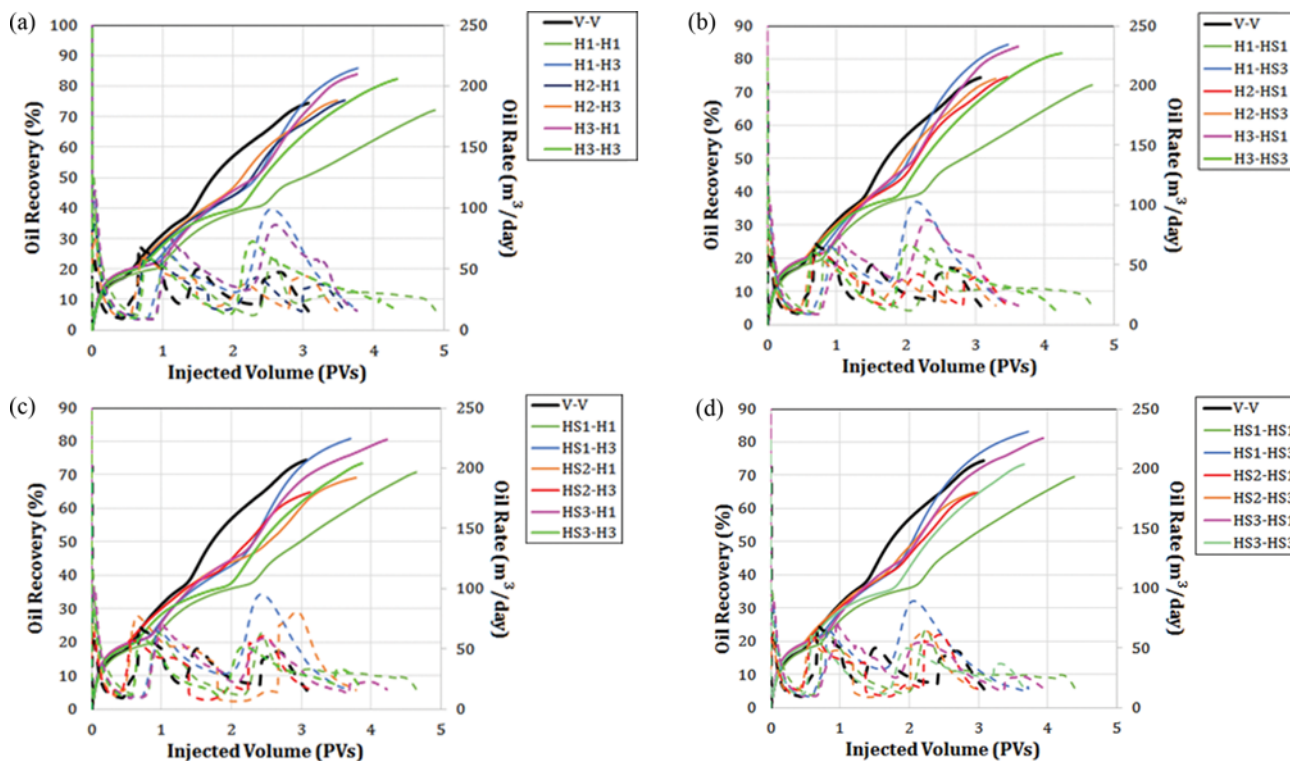 (a)
100
90
80
70
60
50
40
30
20
10
0
Oil Recovery (%)
0 1 2 3 4 5
Injected Volume (PVs)
250
200
150
100
50
0
Oil Rate (m³/day)
V-V
H1-H1
H1-H3
H2-H1
H2-H3
H3-H1
H3-H3
(b)
90
80
70
60
50
40
30
20
10
0
Oil Recovery (%)
0 1 2 3 4 5
Injected Volume (PVs)
250
200
150
100
50
0
Oil Rate (m³/day)
V-V
H1-HS1
H1-HS3
H2-HS1
H2-HS3
H3-HS1
H3-HS3
(c)
90
80
70
60
50
40
30
20
10
0
Oil Recovery (%)
0 1 2 3 4 5
Injected Volume (PVs)
250
200
150
100
50
0
Oil Rate (m³/day)
V-V
HS1-H1
HS1-H3
HS2-H1
HS2-H3
HS3-H1
HS3-H3
(d)
90
80
70
60
50
40
30
20
10
0
Oil Recovery (%)
0 1 2 3 4 5
Injected Volume (PVs)
250
200
150
100
50
0
Oil Rate (m³/day)
V-V
HS1-HS1
HS1-HS3
HS2-HS1
HS2-HS3
HS3-HS1
HS3-HS3